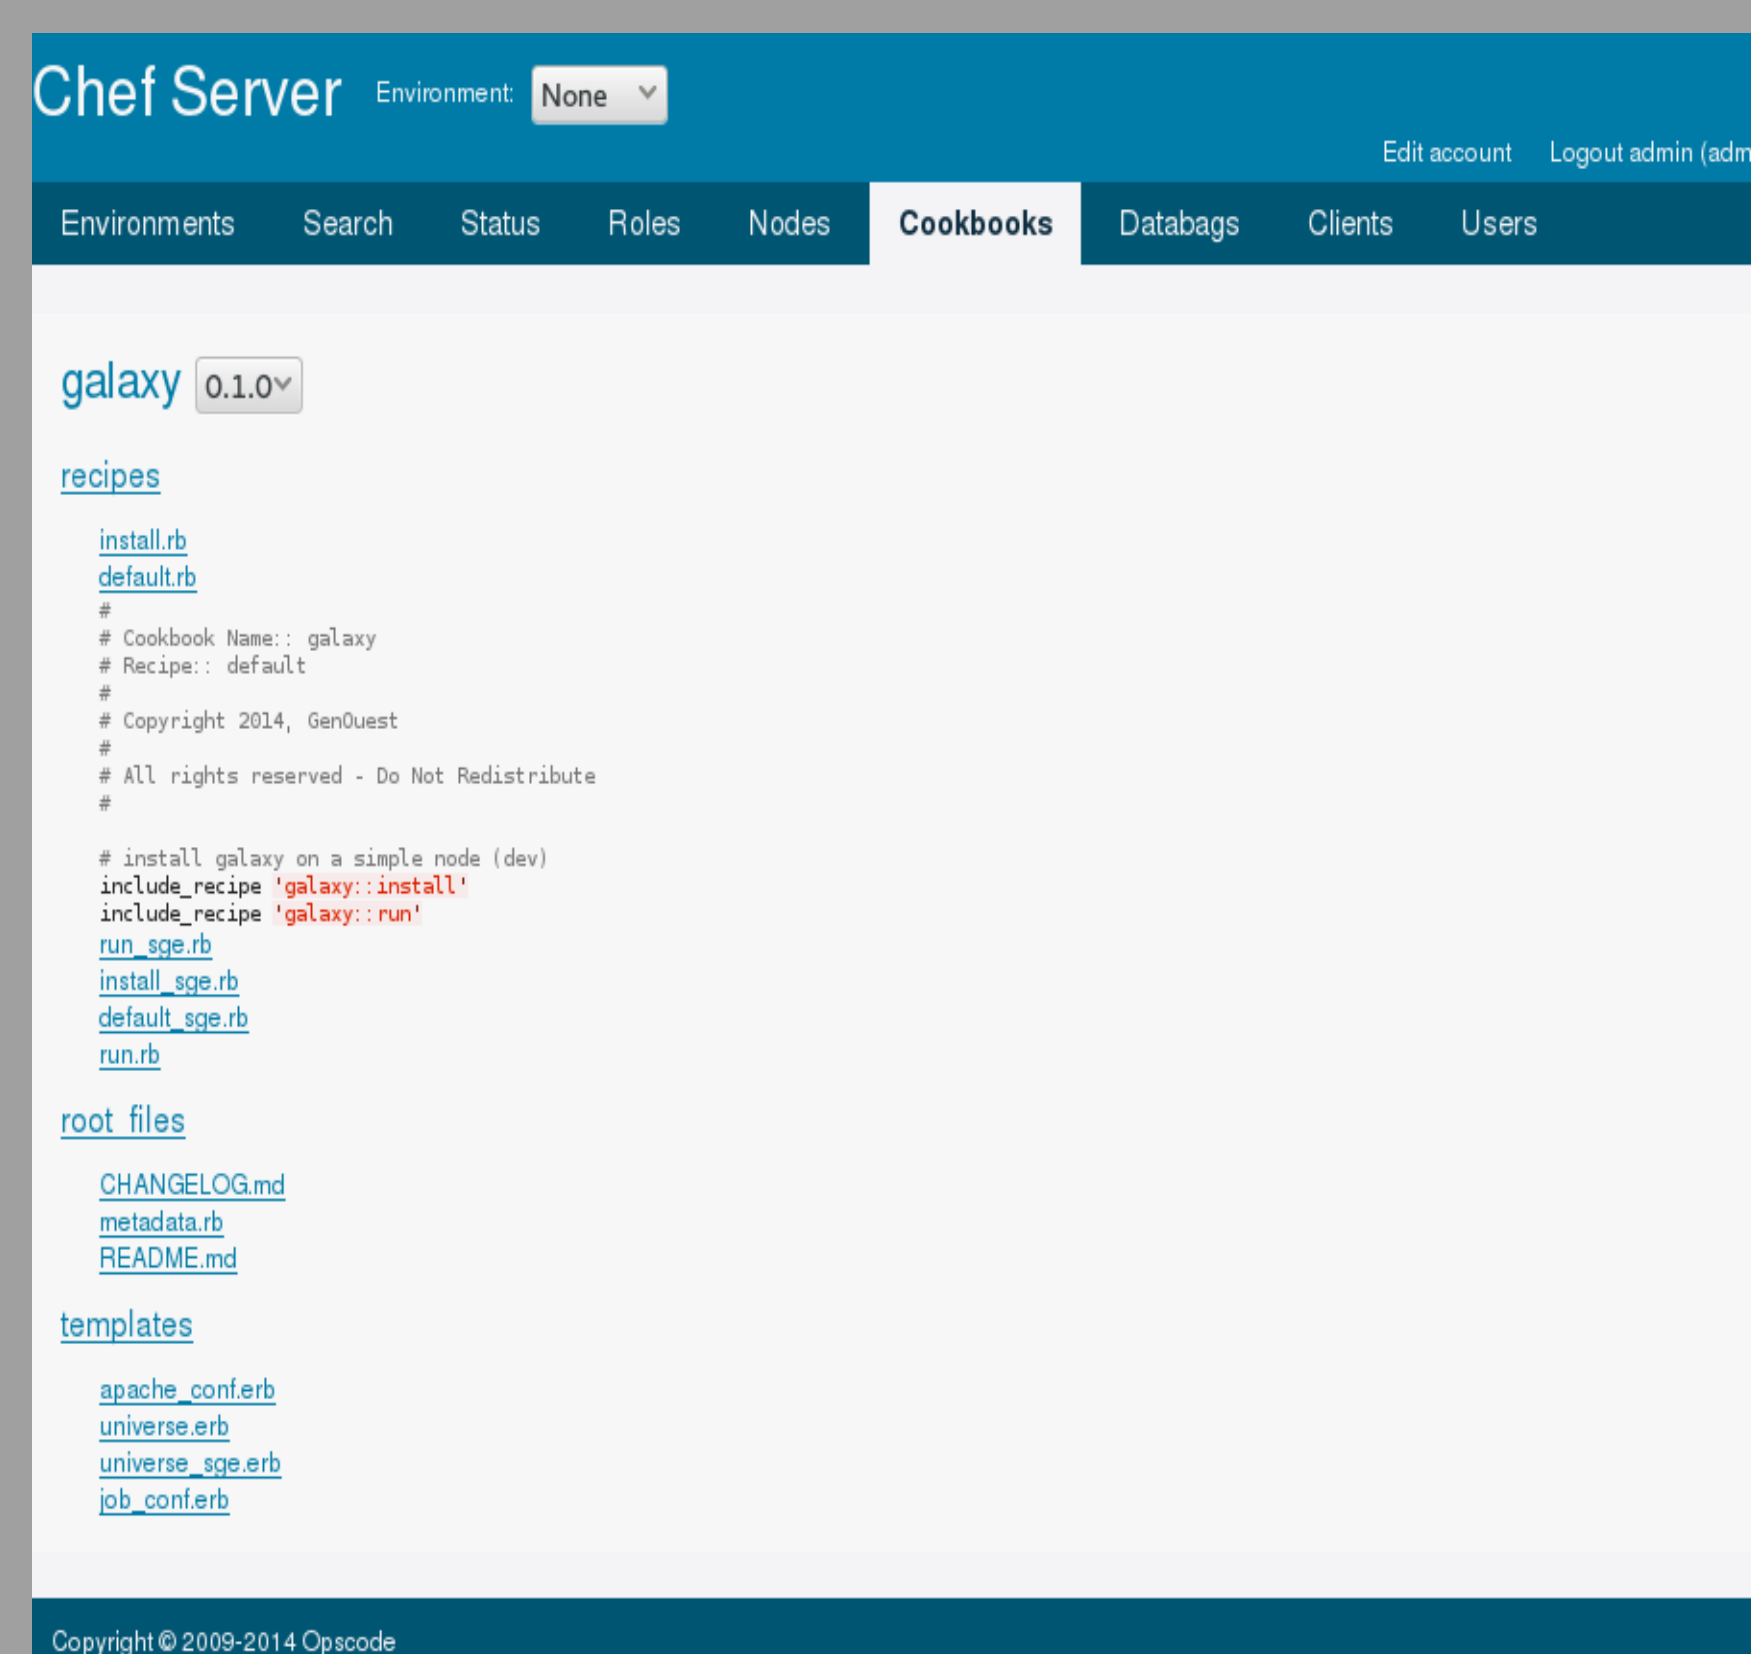 Chef Server Environment: None
Edit account Logout admin (adm
Environments Search Status Roles Nodes Cookbooks Databags Clients Users
galaxy 0.1.0
recipes
install.rb
default.rb
#
# Cookbook Name:: galaxy
# Recipe:: default
#
# Copyright 2014, GenOuest
#
# All rights reserved - Do Not Redistribute
#
# install galaxy on a simple node (dev)
include_recipe 'galaxy::install'
include_recipe 'galaxy::run'
run_sge.rb
install_sge.rb
default_sge.rb
run.rb
root_files
CHANGELOG.md
metadata.rb
README.md
templates
apache_conf.erb
universe.erb
universe_sge.erb
job_conf.erb
Copyright © 2009-2014 Opscode